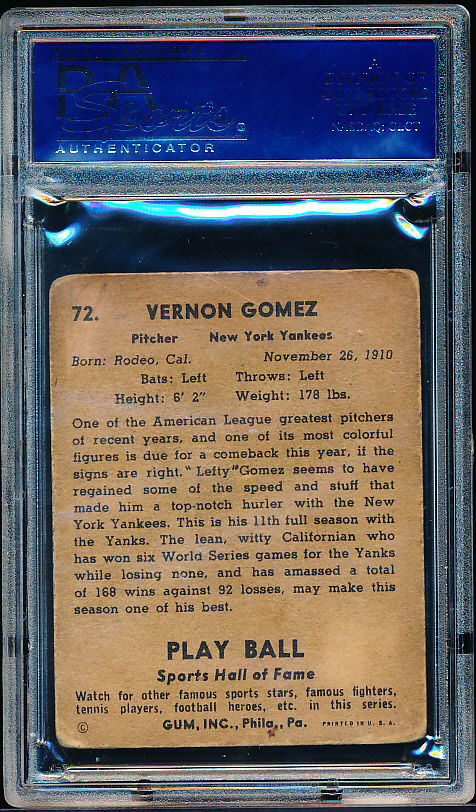 PROFESSIONAL
PSA
Sports®
AUTHENTICATOR
A
DIVISION OF
COLLECTORS
UNIVERSE
NASDAQ: CLCT
72. VERNON GOMEZ
Pitcher New York Yankees
Born: Rodeo, Cal. November 26, 1910
Bats: Left Throws: Left
Height: 6' 2" Weight: 178 lbs.
One of the American League greatest pitchers
of recent years, and one of its most colorful
figures is due for a comeback this year, if the
signs are right. "Lefty" Gomez seems to have
regained some of the speed and stuff that
made him a top-notch hurler with the New
York Yankees. This is his 11th full season with
the Yanks. The lean, witty Californian who
has won six World Series games for the Yanks
while losing none, and has amassed a total
of 168 wins against 92 losses, may make this
season one of his best.
PLAY BALL
Sports Hall of Fame
Watch for other famous sports stars, famous fighters,
tennis players, football heroes, etc. in this series.
© GUM, INC., Phila., Pa. PRINTED IN U. S. A.